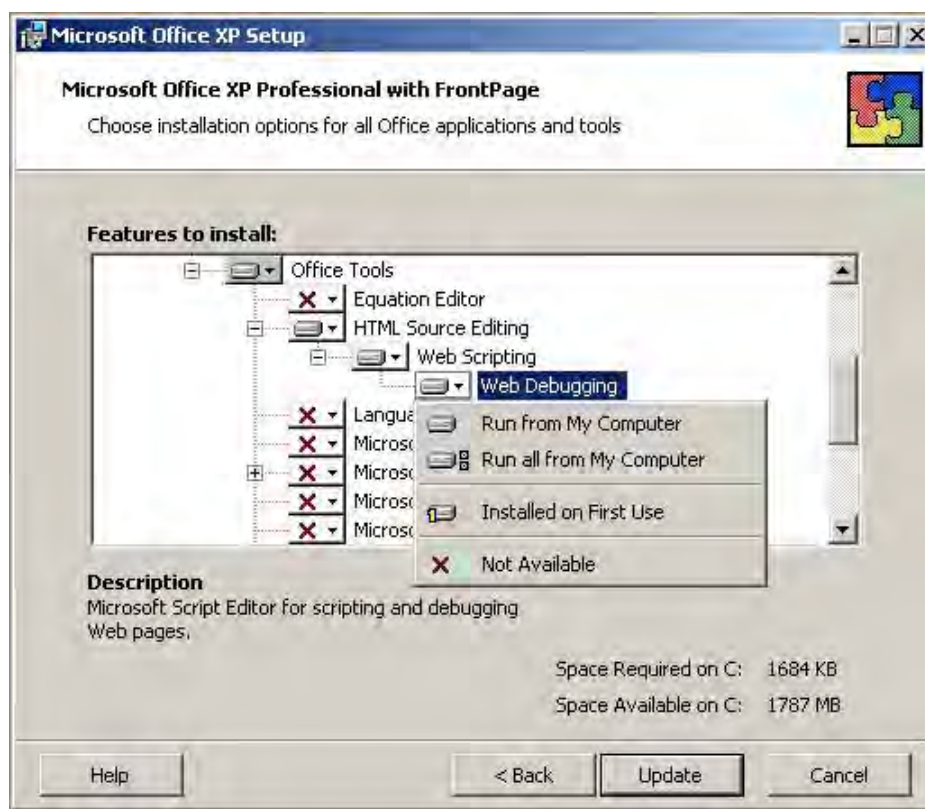 Microsoft Office XP Setup
Microsoft Office XP Professional with FrontPage
Choose installation options for all Office applications and tools
Features to install:
Office Tools
Equation Editor
HTML Source Editing
Web Scripting
Web Debugging
Run from My Computer
Run all from My Computer
Installed on First Use
Not Available
Description
Microsoft Script Editor for scripting and debugging
Web pages.
Space Required on C: 1684 KB
Space Available on C: 1787 MB
Help < Back Update Cancel